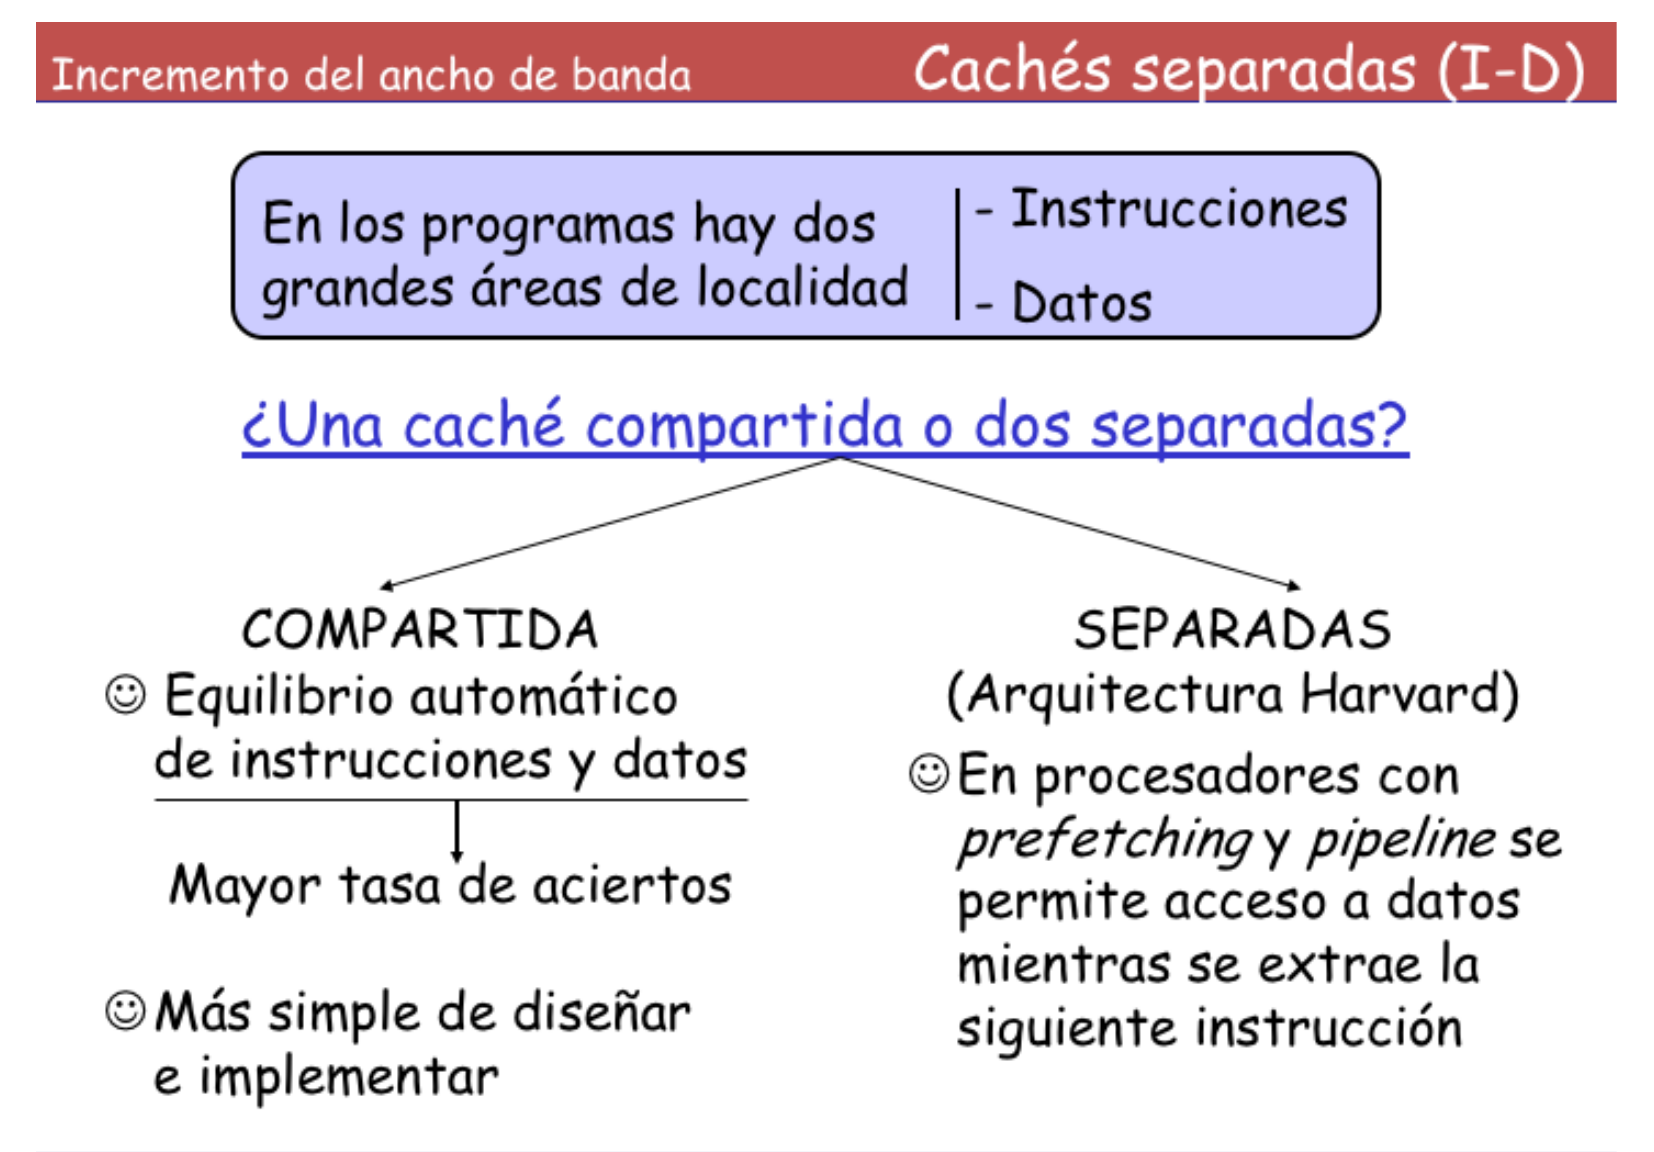 Incremento del ancho de banda
Cachés separadas (I-D)
En los programas hay dos
grandes áreas de localidad
- Instrucciones
- Datos
¿Una caché compartida o dos separadas?
COMPARTIDA
Equilibrio automático
de instrucciones y datos
Mayor tasa de aciertos
Más simple de diseñar
e implementar
SEPARADAS
(Arquitectura Harvard)
En procesadores con
prefetching y pipeline se
permite acceso a datos
mientras se extrae la
siguiente instrucción